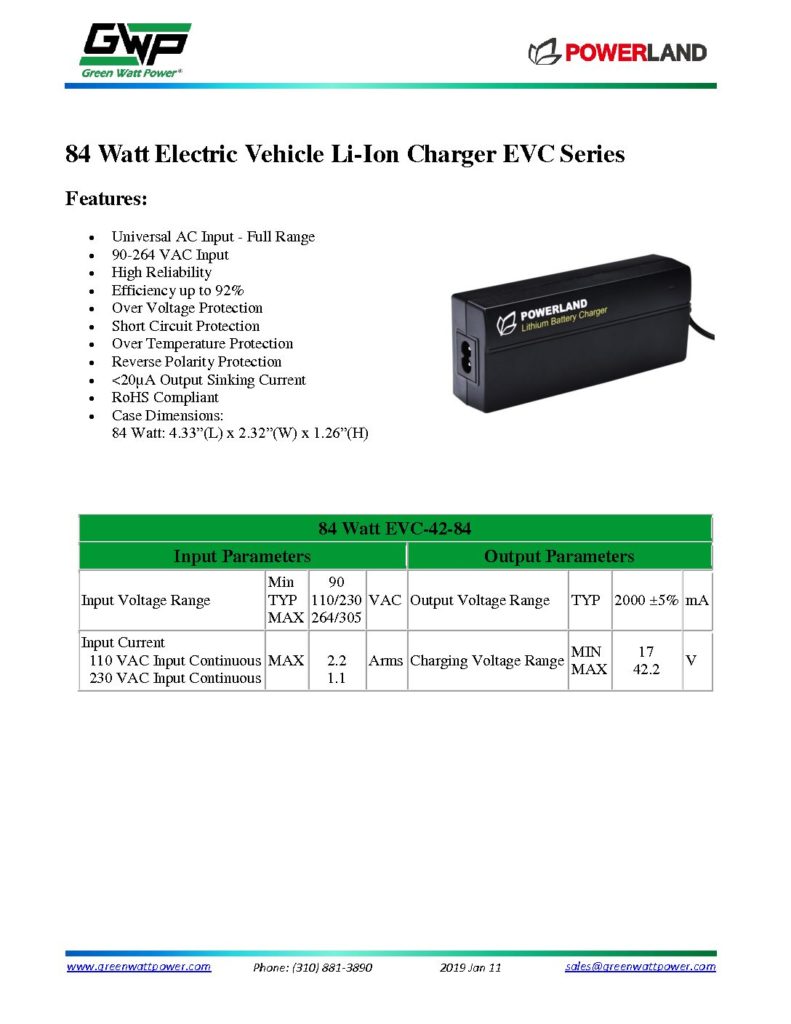 GWP
Green Watt Power®
POWERLAND
84 Watt Electric Vehicle Li-Ion Charger EVC Series
Features:
• Universal AC Input - Full Range
• 90-264 VAC Input
• High Reliability
• Efficiency up to 92%
• Over Voltage Protection
• Short Circuit Protection
• Over Temperature Protection
• Reverse Polarity Protection
• <20µA Output Sinking Current
• RoHS Compliant
• Case Dimensions:
84 Watt: 4.33”(L) x 2.32”(W) x 1.26”(H)
POWERLAND
Lithium Battery Charger
84 Watt EVC-42-84
Input Parameters Output Parameters
Input Voltage Range Min 90 VAC Output Voltage Range TYP 2000 ±5% mA
TYP 110/230
MAX 264/305
Input Current
110 VAC Input Continuous MAX 2.2 Arms Charging Voltage Range MIN 17 V
230 VAC Input Continuous 1.1 MAX 42.2
www.greenwattpower.com Phone: (310) 881-3890 2019 Jan 11 sales@greenwattpower.com